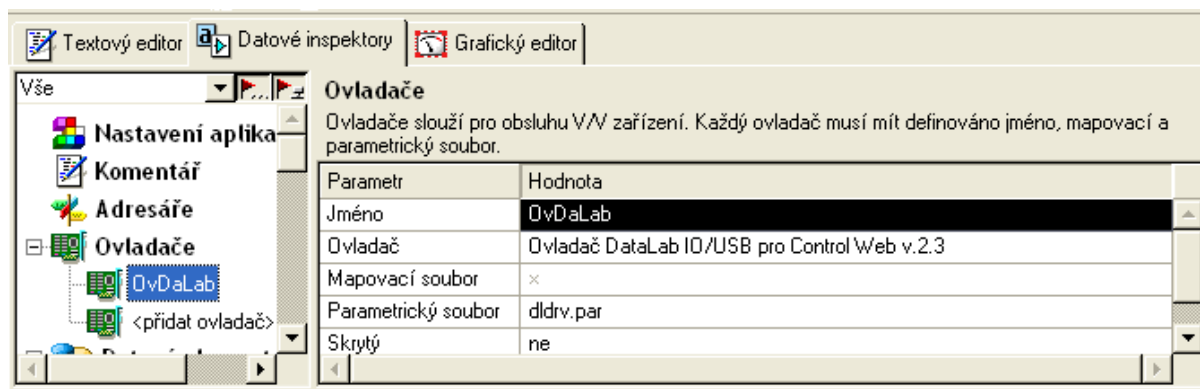 Textový editor Datové inspektory Grafický editor
Vše
Nastavení aplika
Komentář
Adresáře
Ovladače
OvDaLab
<přidat ovladač>
Ovladače
Ovladače slouží pro obsluhu V/V zařízení. Každý ovladač musí mít definováno jméno, mapovací a
parametrický soubor.
Parametr Hodnota
Jméno OvDaLab
Ovladač Ovladač DataLab IO/USB pro Control Web v.2.3
Mapovací soubor ×
Parametrický soubor dldrv.par
Skrytý ne